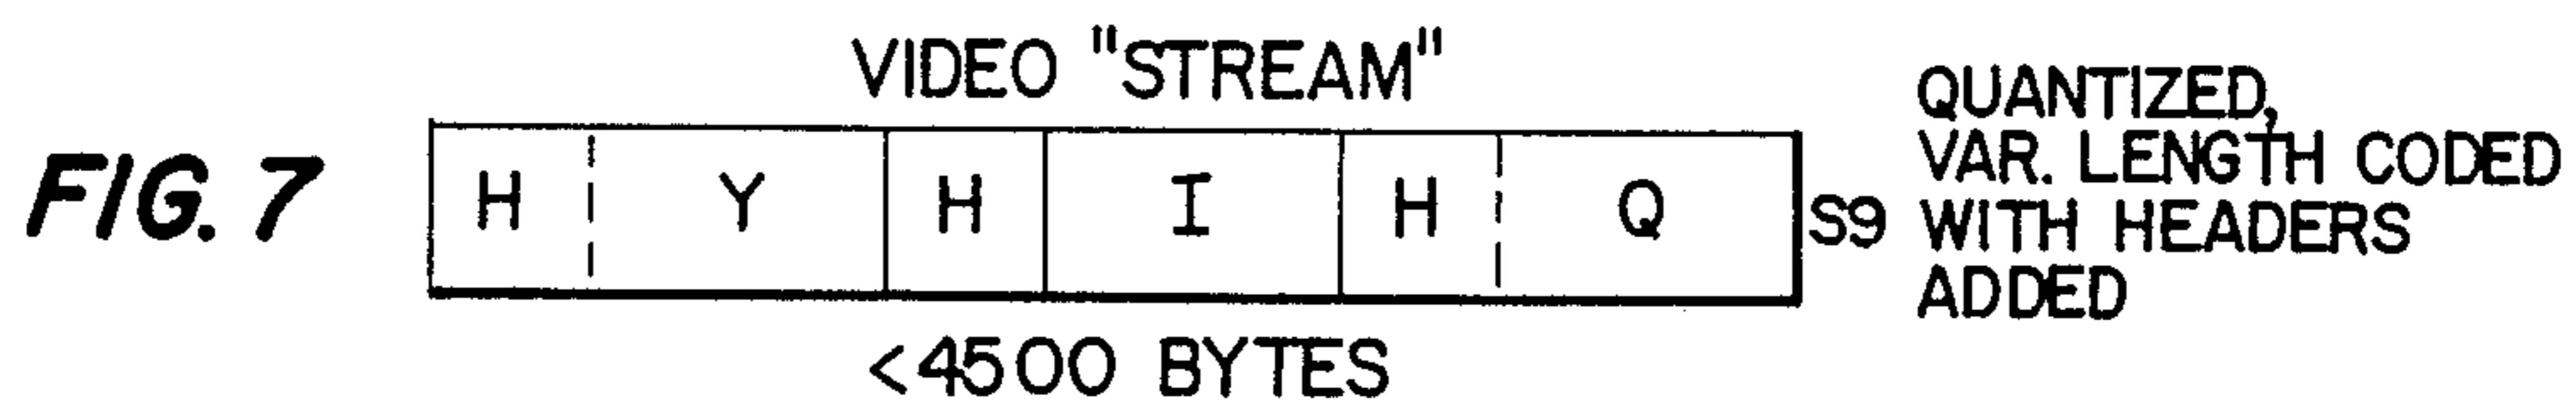 VIDEO "STREAM"
FIG. 7
H Y H I H Q
S9
QUANTIZED,
VAR. LENGTH CODED
WITH HEADERS
ADDED
<4500 BYTES